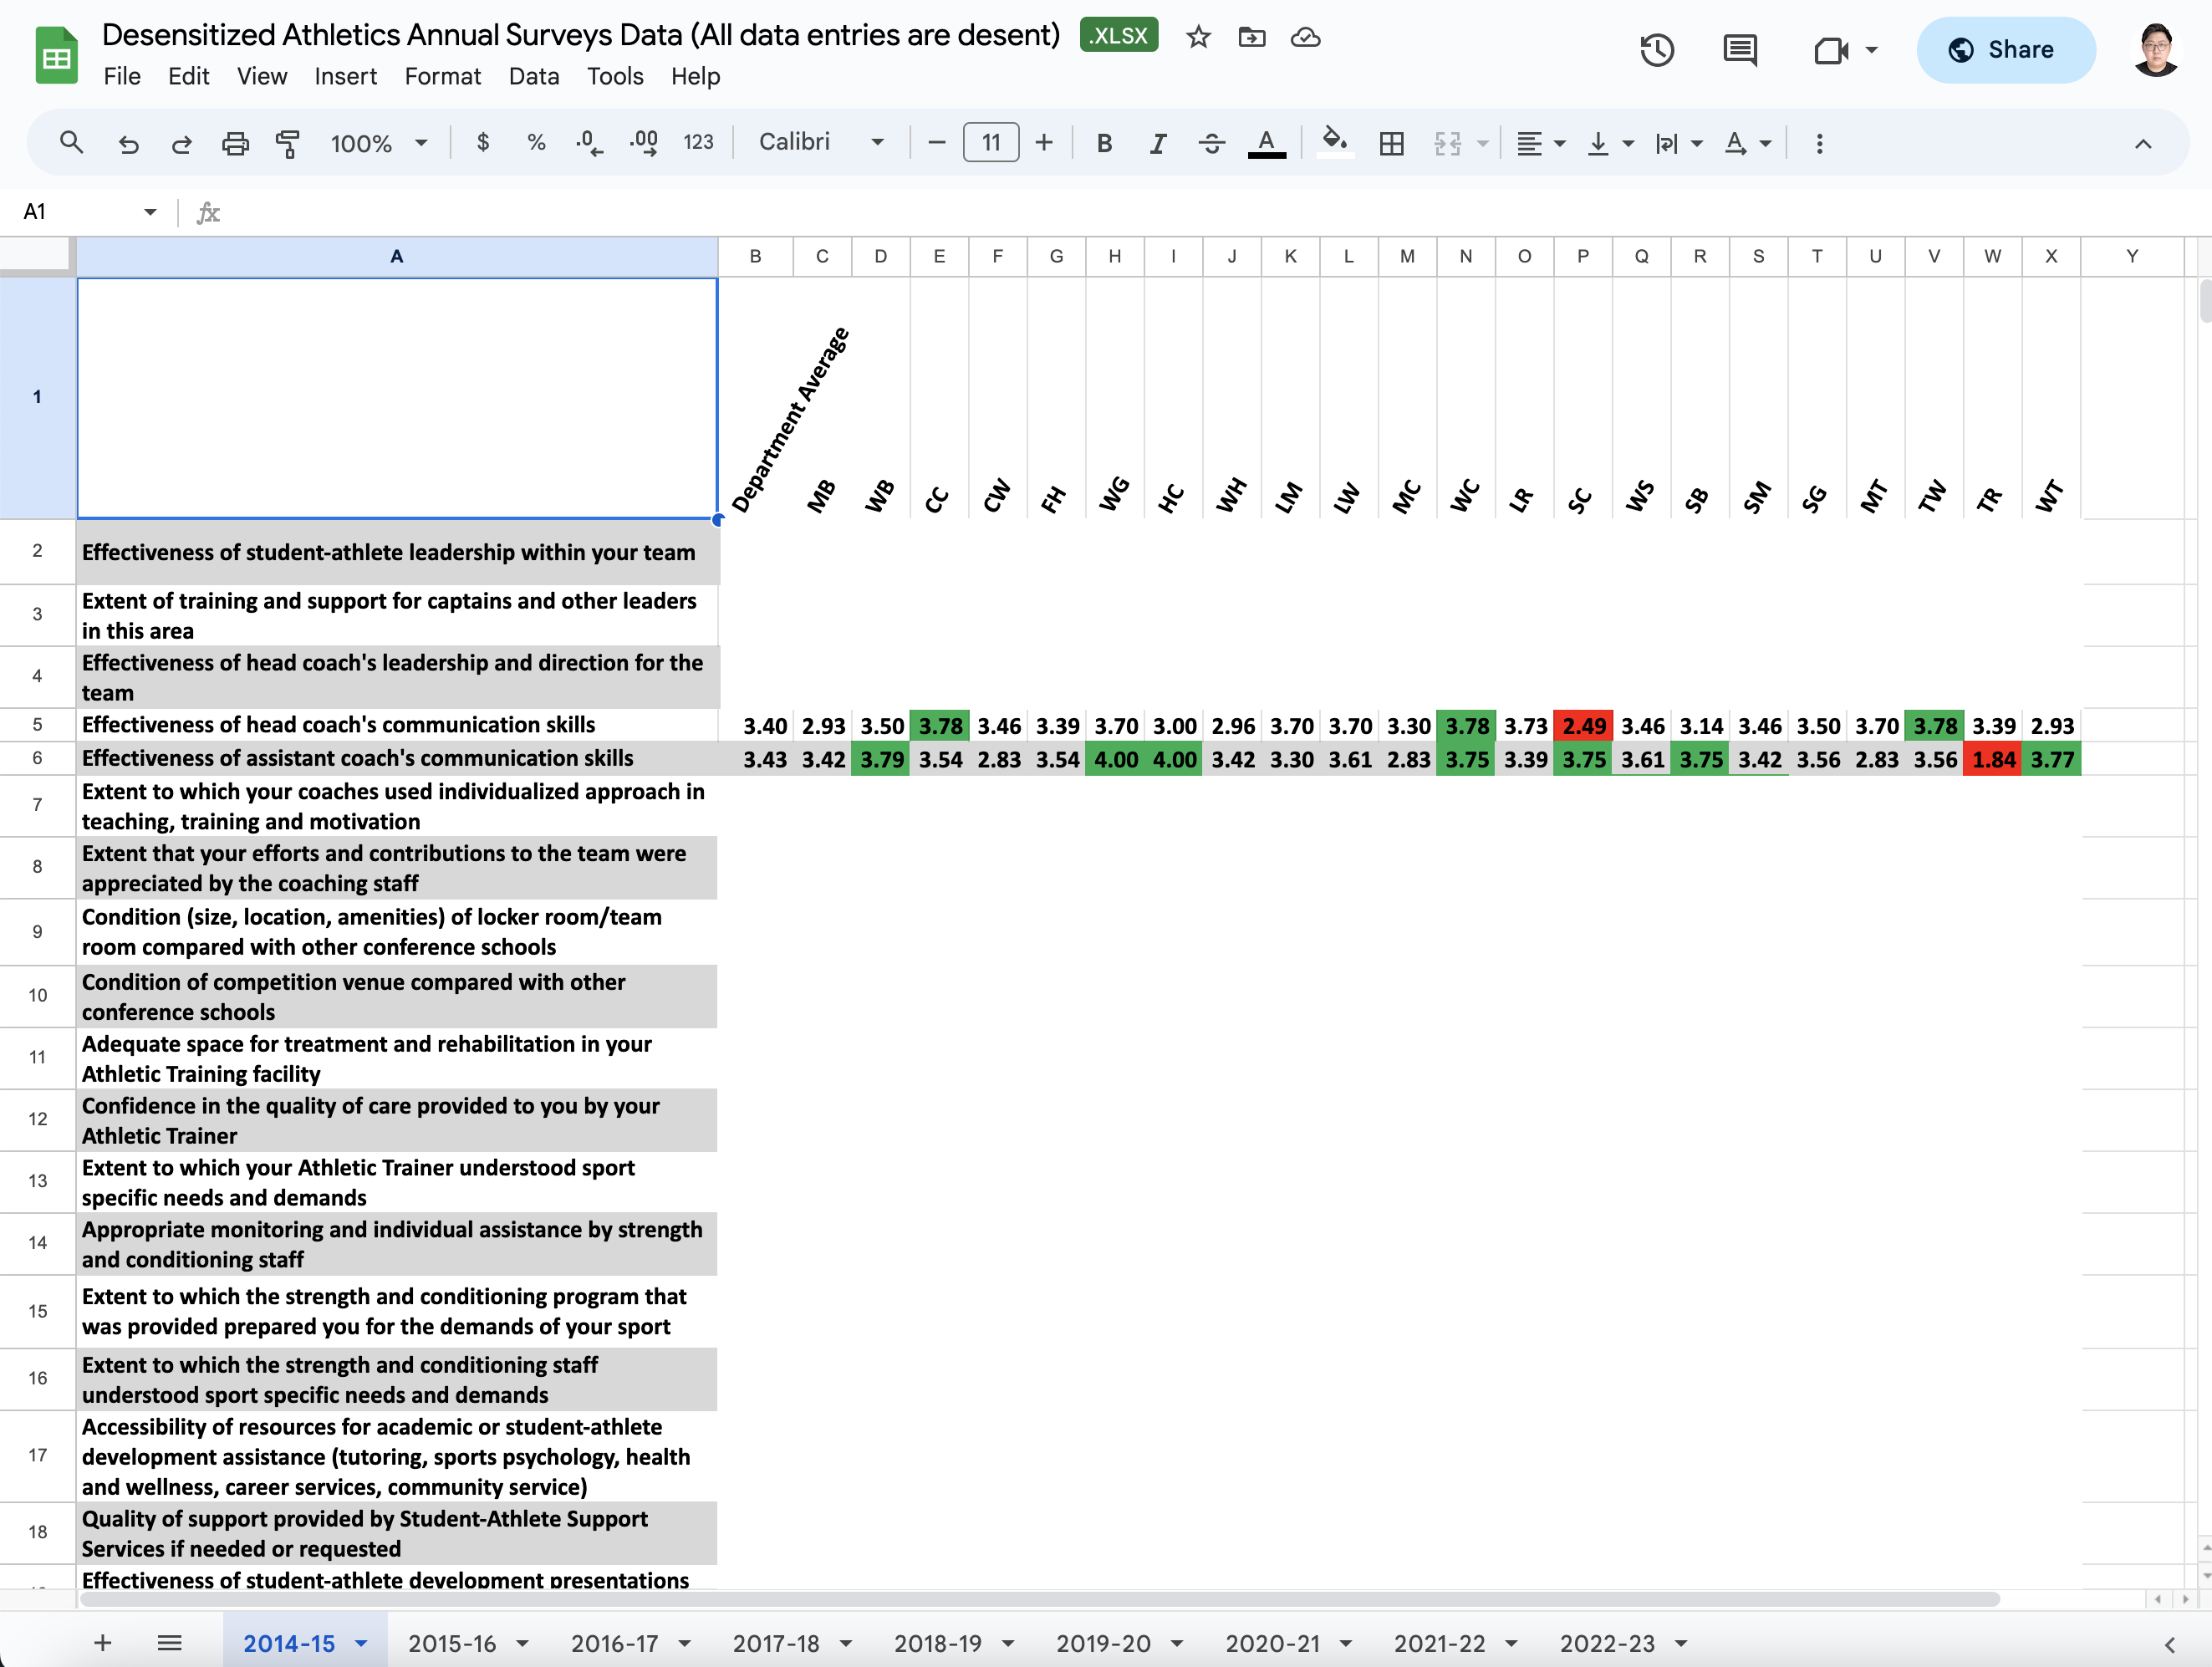 Desensitized Athletics Annual Surveys Data (All data entries are desent) .XLSX
File Edit View Insert Format Data Tools Help
Share
100% $ % .0 .00 123 Calibri 11 B I S A A
A1 fx
A B C D E F G H I J K L M N O P Q R S T U V W X Y
1 Department Average MB WB CC CW FH WG HC WH LM LW MC WC LR SC WS SB SM SG MT TW TR WT
2 Effectiveness of student-athlete leadership within your team
3 Extent of training and support for captains and other leaders
in this area
4 Effectiveness of head coach's leadership and direction for the
team
5 Effectiveness of head coach's communication skills 3.40 2.93 3.50 3.78 3.46 3.39 3.70 3.00 2.96 3.70 3.70 3.30 3.78 3.73 2.49 3.46 3.14 3.46 3.50 3.70 3.78 3.39 2.93
6 Effectiveness of assistant coach's communication skills 3.43 3.42 3.79 3.54 2.83 3.54 4.00 4.00 3.42 3.30 3.61 2.83 3.75 3.39 3.75 3.61 3.75 3.42 3.56 2.83 3.56 1.84 3.77
7 Extent to which your coaches used individualized approach in
teaching, training and motivation
8 Extent that your efforts and contributions to the team were
appreciated by the coaching staff
9 Condition (size, location, amenities) of locker room/team
room compared with other conference schools
10 Condition of competition venue compared with other
conference schools
11 Adequate space for treatment and rehabilitation in your
Athletic Training facility
12 Confidence in the quality of care provided to you by your
Athletic Trainer
13 Extent to which your Athletic Trainer understood sport
specific needs and demands
14 Appropriate monitoring and individual assistance by strength
and conditioning staff
15 Extent to which the strength and conditioning program that
was provided prepared you for the demands of your sport
16 Extent to which the strength and conditioning staff
understood sport specific needs and demands
17 Accessibility of resources for academic or student-athlete
development assistance (tutoring, sports psychology, health
and wellness, career services, community service)
18 Quality of support provided by Student-Athlete Support
Services if needed or requested
Effectiveness of student-athlete development presentations
2014-15 2015-16 2016-17 2017-18 2018-19 2019-20 2020-21 2021-22 2022-23